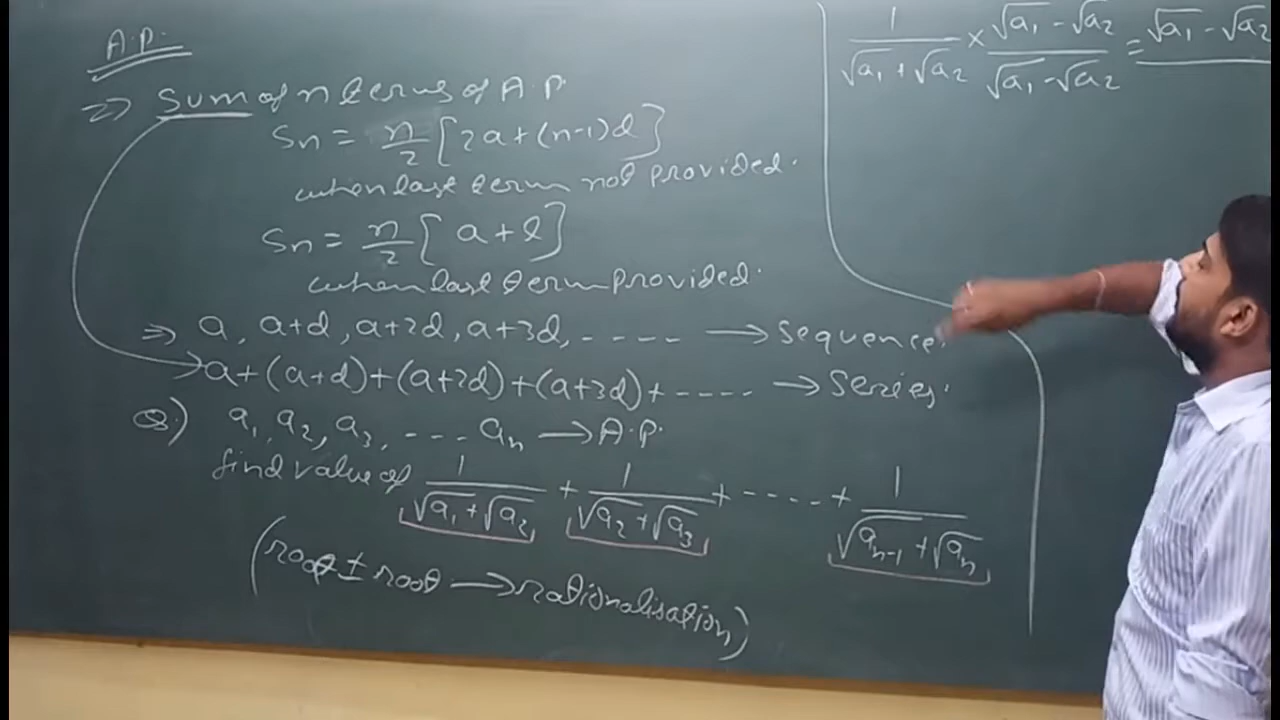 A.P.
=> Sum of n terms of A.P.
Sn = n/2 [2a+(n-1)d]
when last term not provided.
Sn = n/2 [a+l]
when last term provided.
=> a, a+d, a+2d, a+3d, ---- → sequence.
a+(a+d)+(a+2d)+(a+3d)+---- → series.
Q.) a₁, a₂, a₃, ---- aₙ → A.P.
find value of 1/(√a₁+√a₂) + 1/(√a₂+√a₃) + ----- + 1/(√aₙ₋₁+√aₙ)
(root ± root → rationalisation)
1/(√a₁+√a₂) × (√a₁-√a₂)/(√a₁-√a₂) = √a₁-√a₂